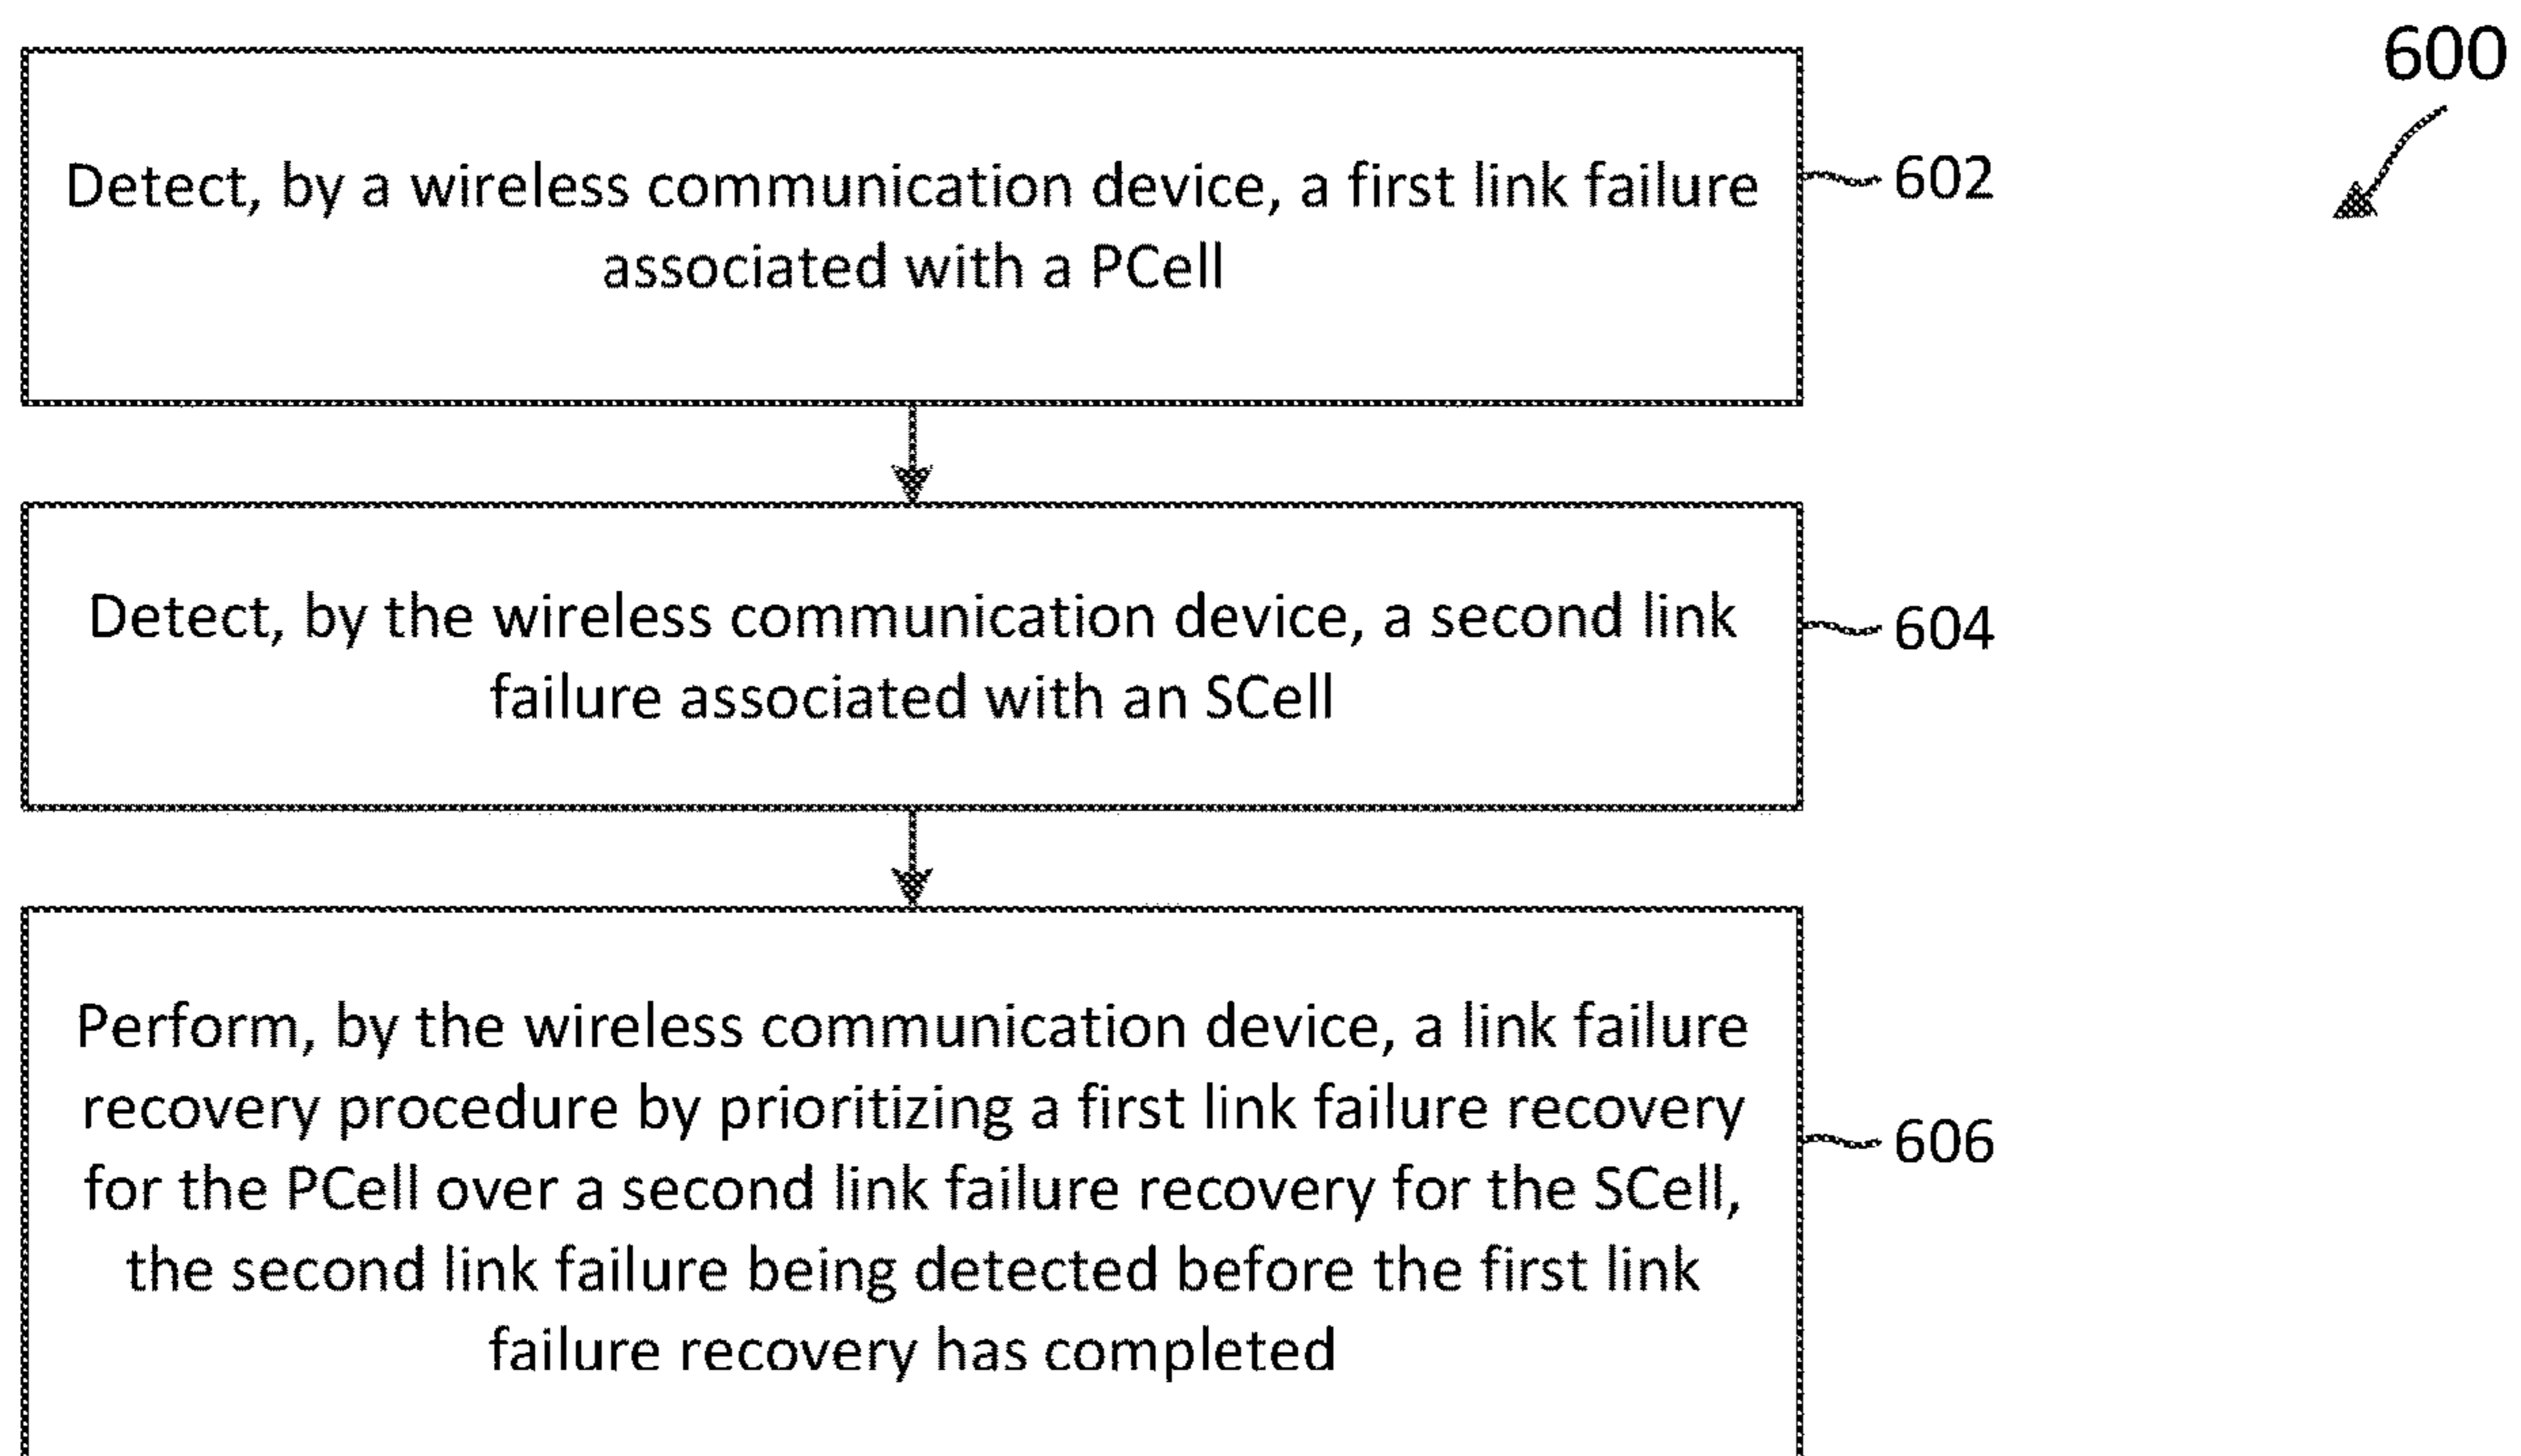 600
Detect, by a wireless communication device, a first link failure
associated with a PCell
602
Detect, by the wireless communication device, a second link
failure associated with an SCell
604
Perform, by the wireless communication device, a link failure
recovery procedure by prioritizing a first link failure recovery
for the PCell over a second link failure recovery for the SCell,
the second link failure being detected before the first link
failure recovery has completed
606